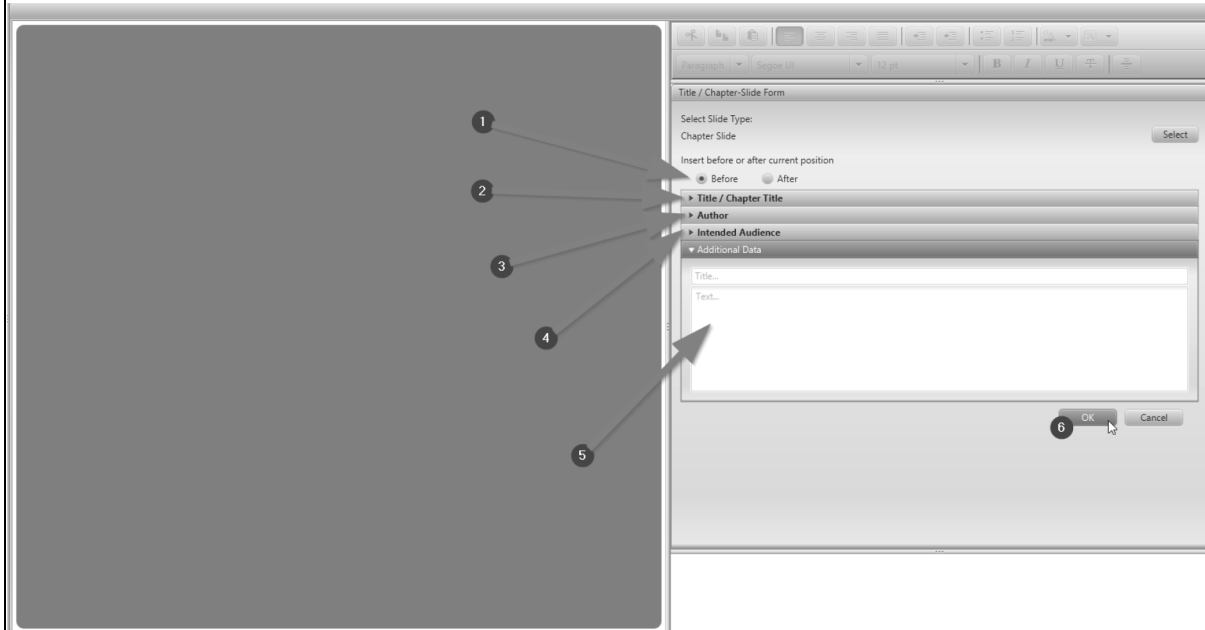 Paragraph Segoe UI 12 pt B I U
Title / Chapter-Slide Form
Select Slide Type:
Chapter Slide Select
Insert before or after current position
Before After
Title / Chapter Title
Author
Intended Audience
Additional Data
Title...
Text...
OK Cancel
1
2
3
4
5
6